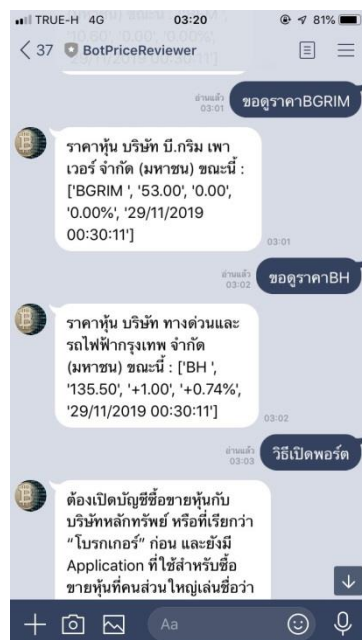 TRUE-H 4G 03:20 81%
37 BotPriceReviewer
'10.60', '0.00', '0.00%',
'29/11/2019 00:30:11']
อ่านแล้ว
03:01
ขอดูราคาBGRIM
ราคาหุ้น บริษัท บี.กริม เพา
เวอร์ จำกัด (มหาชน) ขณะนี้ :
['BGRIM ', '53.00', '0.00',
'0.00%', '29/11/2019
00:30:11']
03:01
อ่านแล้ว
03:02
ขอดูราคาBH
ราคาหุ้น บริษัท ทางด่วนและ
รถไฟฟ้ากรุงเทพ จำกัด
(มหาชน) ขณะนี้ : ['BH ',
'135.50', '+1.00', '+0.74%',
'29/11/2019 00:30:11']
03:02
อ่านแล้ว
03:03
วิธีเปิดพอร์ต
ต้องเปิดบัญชีซื้อขายหุ้นกับ
บริษัทหลักทรัพย์ หรือที่เรียกว่า
“โบรกเกอร์” ก่อน และยังมี
Application ที่ใช้สำหรับซื้อ
ขายหุ้นที่คนส่วนใหญ่เล่นชื่อว่า
Aa